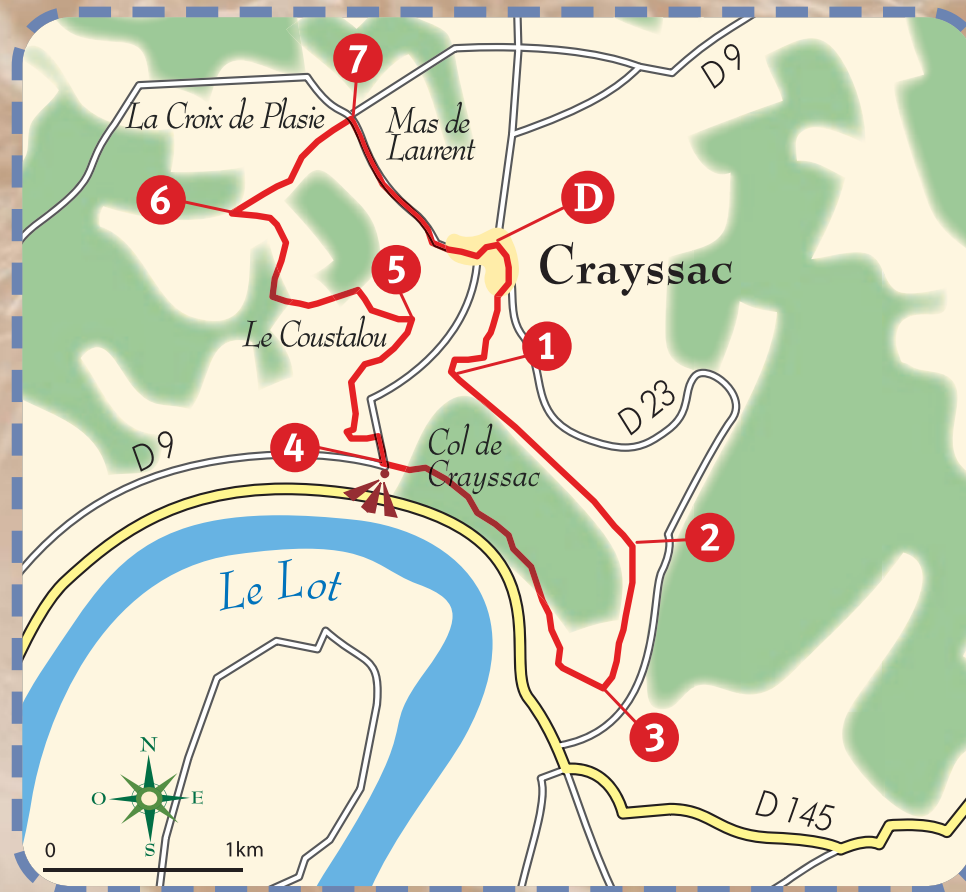 7
D 9
La Croix de Plasie
Mas de
Laurent
6
D
5
Crayssac
Le Coustalou
1
D 23
D 9
4
Col de
Crayssac
2
Le Lot
3
N
O
E
S
D 145
0
1km